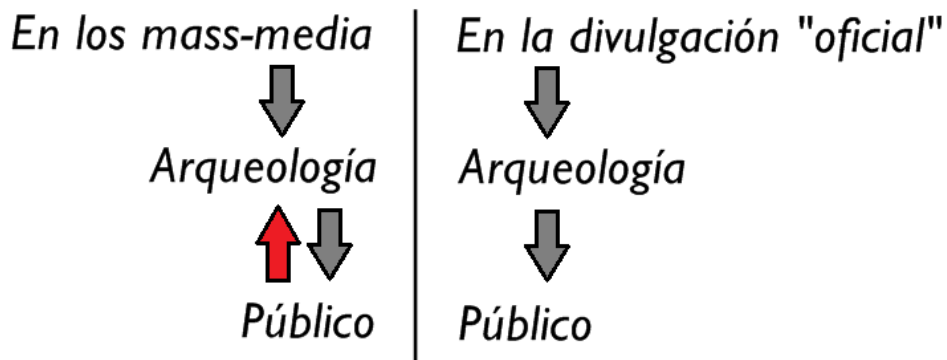 En los mass-media
Arqueología
Público
En la divulgación "oficial"
Arqueología
Público